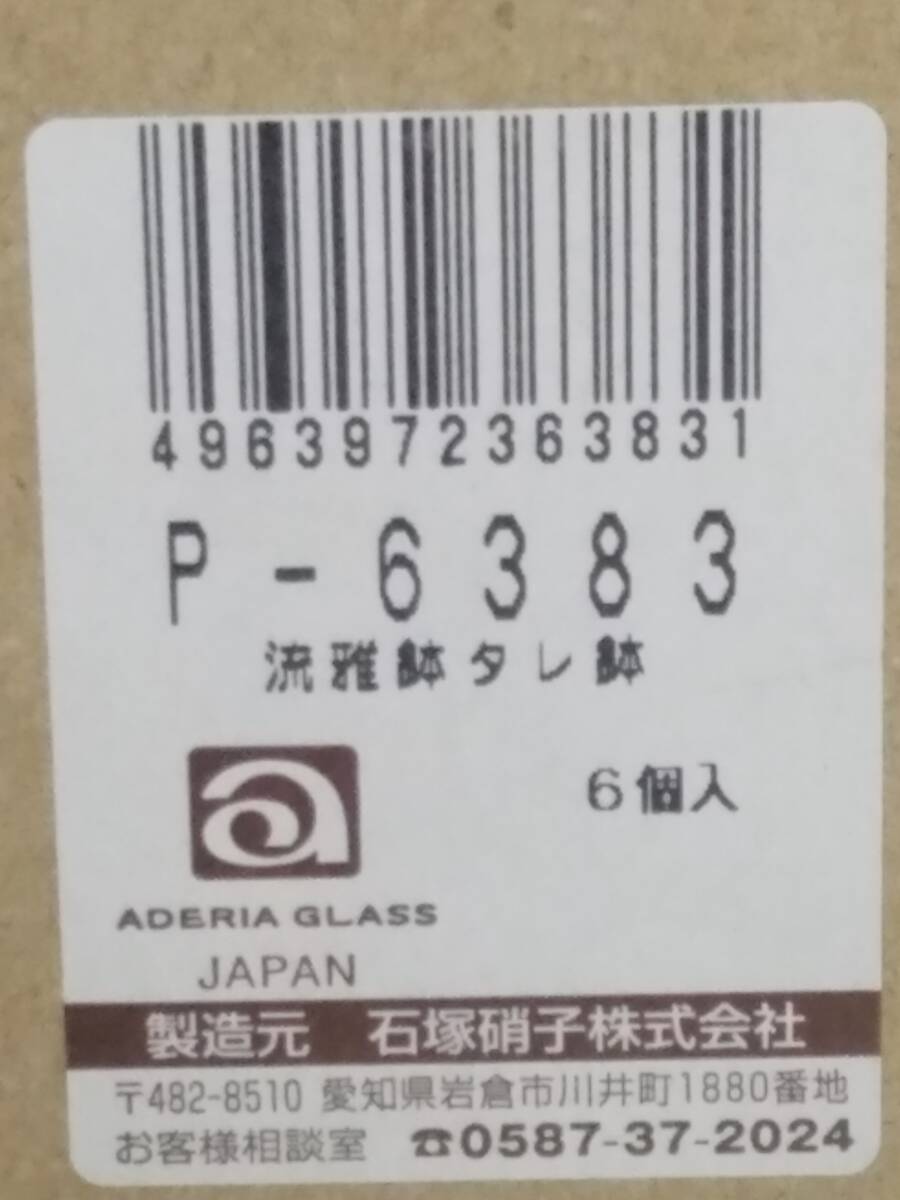 4963972363831
P-6383
流雅鉢タレ鉢
6個入
a
ADERIA GLASS
JAPAN
製造元 石塚硝子株式会社
〒482-8510 愛知県岩倉市川井町1880番地
お客様相談室 ☎0587-37-2024